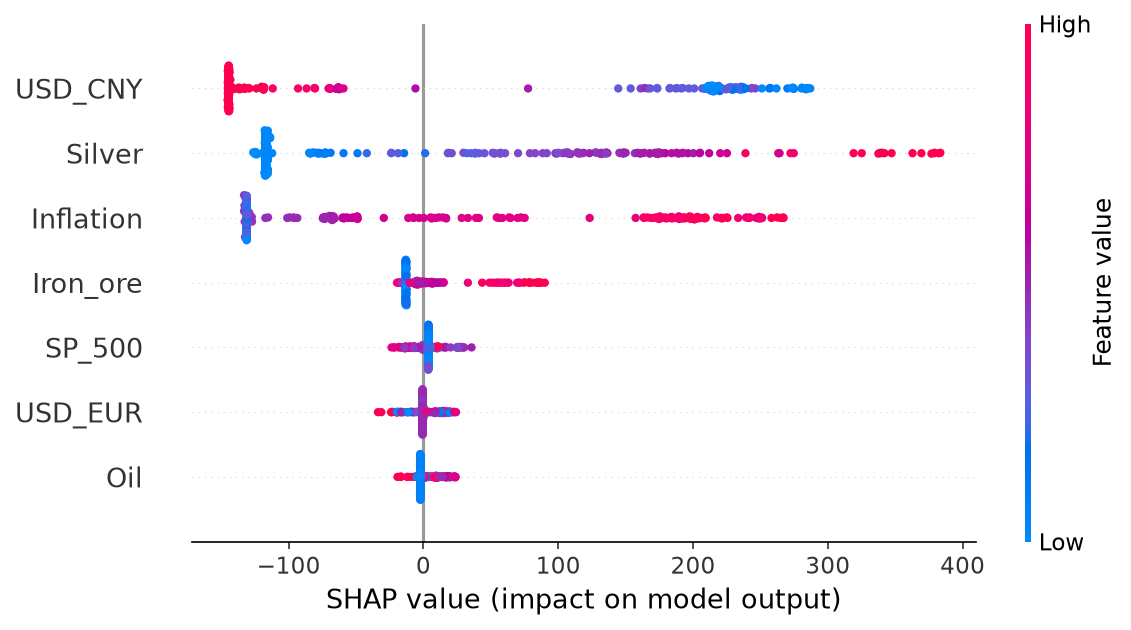 High
USD_CNY
Silver
Inflation
Iron_ore
SP_500
USD_EUR
Oil
Feature value
Low
−100 0 100 200 300 400
SHAP value (impact on model output)